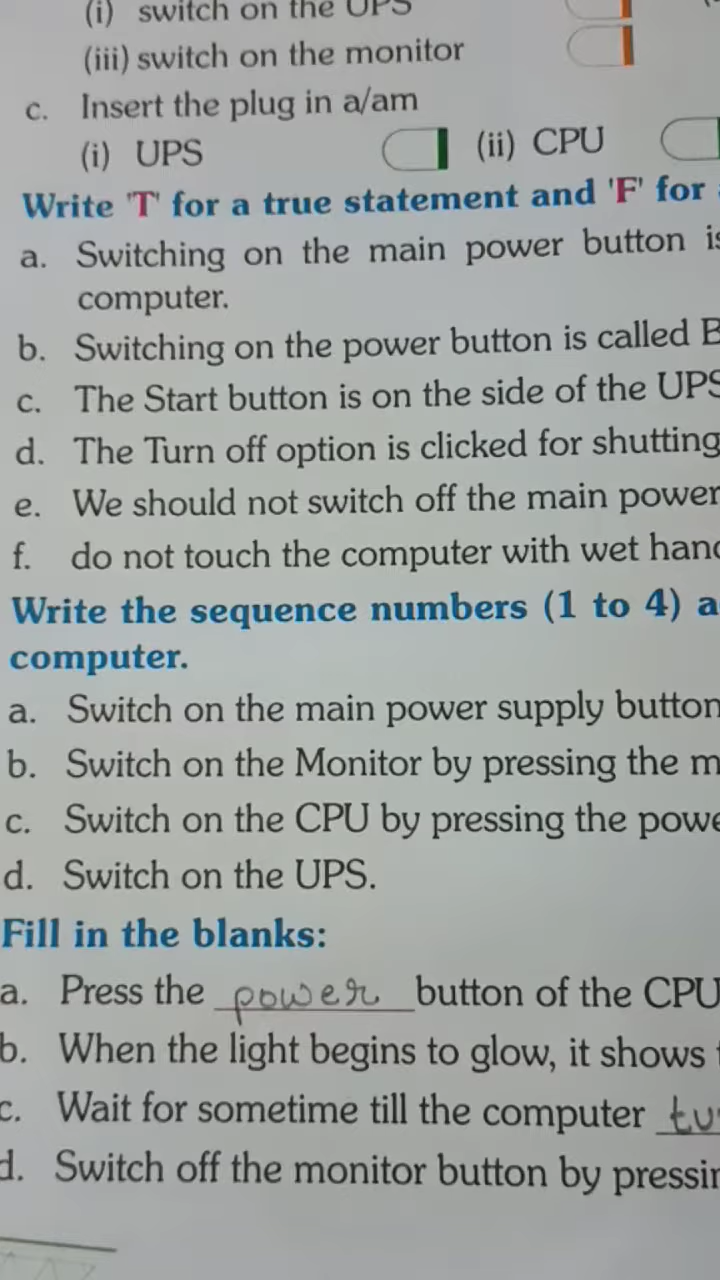 (i) switch on the UPS
(iii) switch on the monitor
c. Insert the plug in a/am
(i) UPS (ii) CPU
Write 'T' for a true statement and 'F' for
a. Switching on the main power button is
computer.
b. Switching on the power button is called B
c. The Start button is on the side of the UPS
d. The Turn off option is clicked for shutting
e. We should not switch off the main power
f. do not touch the computer with wet hand
Write the sequence numbers (1 to 4) a
computer.
a. Switch on the main power supply button
b. Switch on the Monitor by pressing the m
c. Switch on the CPU by pressing the powe
d. Switch on the UPS.
Fill in the blanks:
a. Press the power button of the CPU
b. When the light begins to glow, it shows
c. Wait for sometime till the computer tu
d. Switch off the monitor button by pressin